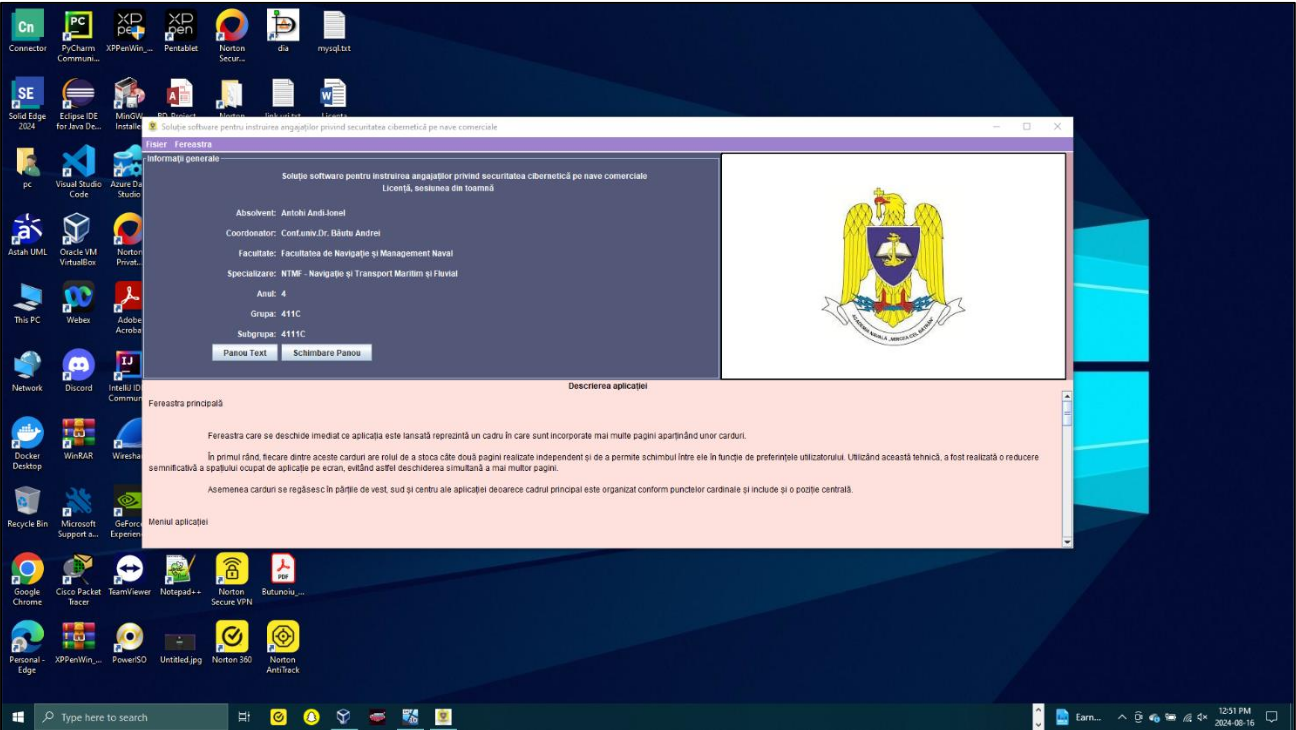 Connector
PyCharm Communi...
XPPenWin_...
Pentablet
Norton Secur...
dia
mysql.txt
Solid Edge 2024
Eclipse IDE for Java De...
MinGW Installe
Soluție software pentru instruirea angajaților privind securitatea cibernetică pe nave comerciale
Fisier Fereastra
Informații generale
Soluție software pentru instruirea angajaților privind securitatea cibernetică pe nave comerciale
Licență, sesiunea din toamnă
Absolvent: Antohi Andi-Ionel
Coordonator: Conf.univ.Dr. Băutu Andrei
Facultate: Facultatea de Navigație și Management Naval
Specializare: NTMF - Navigație și Transport Maritim și Fluvial
Anul: 4
Grupa: 411C
Subgrupa: 4111C
Panou Text Schimbare Panou
ACADEMIA NAVALĂ „MIRCEA CEL BĂTRÂN”
Descrierea aplicației
Fereastra principală
Fereastra care se deschide imediat ce aplicația este lansată reprezintă un cadru în care sunt incorporate mai multe pagini aparținând unor carduri.
În primul rând, fiecare dintre aceste carduri are rolul de a stoca câte două pagini realizate independent și de a permite schimbul între ele în funcție de preferințele utilizatorului. Utilizând această tehnică, a fost realizată o reducere
semnificativă a spațiului ocupat de aplicație pe ecran, evitând astfel deschiderea simultană a mai multor pagini.
Asemenea carduri se regăsesc în părțile de vest, sud și centru ale aplicației deoarece cadrul principal este organizat conform punctelor cardinale și include și o poziție centrală.
Meniul aplicației
pc
Visual Studio Code
Azure Da
Studio
Astah UML
Oracle VM VirtualBox
Norton Privat...
This PC
Webex
Adobe
Acroba
Network
Discord
IntelliJ ID
Commun
Docker Desktop
WinRAR
Wiresha
Recycle Bin
Microsoft Support a...
GeForc
Experien
Google Chrome
Cisco Packet Tracer
TeamViewer
Notepad++
Norton Secure VPN
Butunoiu_...
Personal - Edge
XPPenWin_...
PowerISO
Untitled.jpg
Norton 360
Norton AntiTrack
Type here to search
Earn...
12:51 PM
2024-08-16